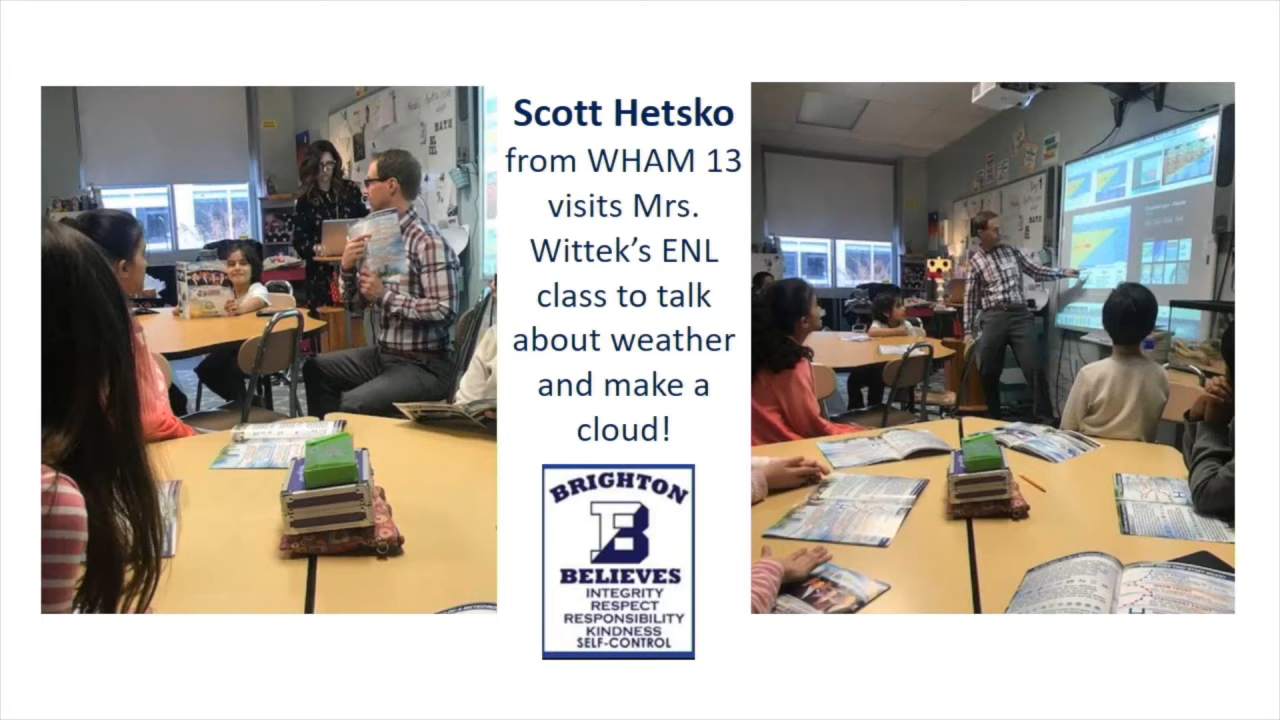 Scott Hetsko
from WHAM 13
visits Mrs.
Wittek’s ENL
class to talk
about weather
and make a
cloud!
BRIGHTON
B
BELIEVES
INTEGRITY
RESPECT
RESPONSIBILITY
KINDNESS
SELF-CONTROL